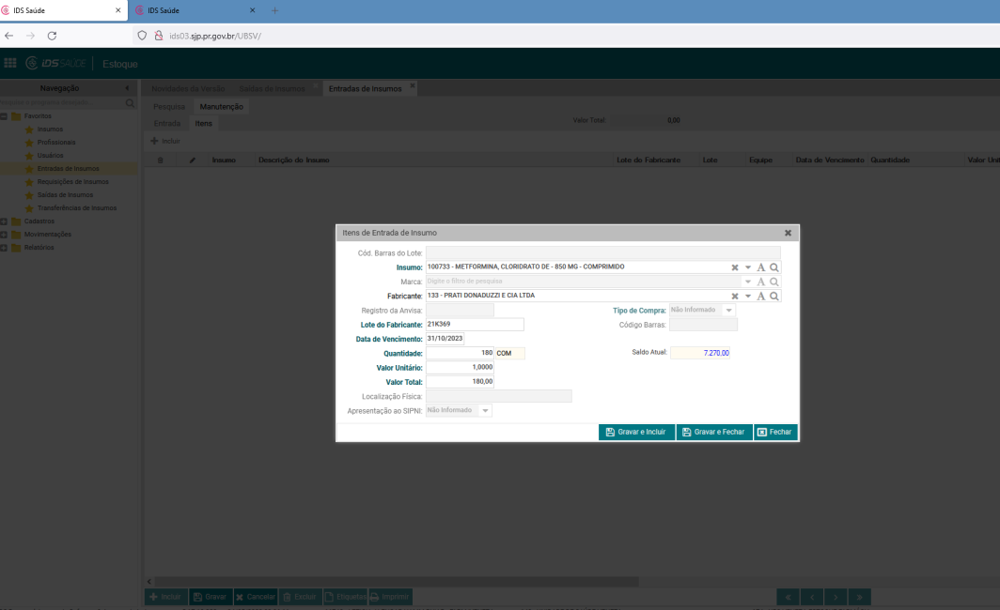 IDS Saúde × IDS Saúde × +
ids03.sjp.pr.gov.br/UBSV/
IDS SAÚDE | Estoque
Navegação
Novidades da Versão Saídas de Insumos × Entradas de Insumos ×
Pesquisa Manutenção
Favoritos
Entrada Itens Valor Total: 0,00
Insumos
Incluir
Profissionais
Usuários
Insumo Descrição do Insumo Lote do Fabricante Lote Equipe Data de Vencimento Quantidade Valor Unit
Entradas de Insumos
Requisições de Insumos
Saídas de Insumos
Transferências de Insumos
Cadastros
Movimentações
Relatórios
Itens de Entrada de Insumo
Cód. Barras do Lote:
Insumo: 100733 - METFORMINA, CLORIDRATO DE - 850 MG - COMPRIMIDO
Marca: Digite o filtro de pesquisa
Fabricante: 133 - PRATI DONADUZZI E CIA LTDA
Registro da Anvisa: Tipo de Compra: Não Informado
Lote do Fabricante: 21K369 Código Barras:
Data de Vencimento: 31/10/2023
Quantidade: 180 COM Saldo Atual: 7.270,00
Valor Unitário: 1,0000
Valor Total: 180,00
Localização Física:
Apresentação ao SIPNI: Não Informado
Gravar e Incluir Gravar e Fechar Fechar
Incluir Gravar Cancelar Excluir Etiquetas Imprimir